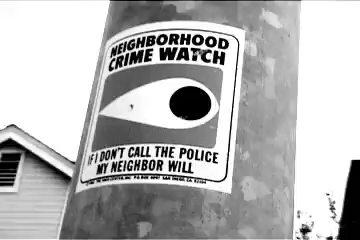 NEIGHBORHOOD
CRIME WATCH
IF I DON'T CALL THE POLICE
MY NEIGHBOR WILL